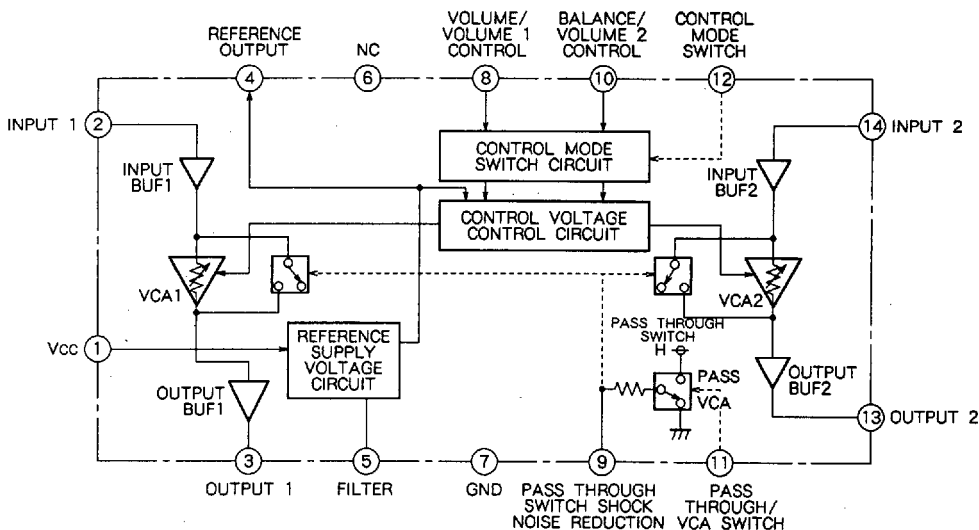 REFERENCE
OUTPUT
NC
VOLUME/
VOLUME 1
CONTROL
BALANCE/
VOLUME 2
CONTROL
CONTROL
MODE
SWITCH
4
6
8
10
12
INPUT 1
2
14
INPUT 2
CONTROL MODE
SWITCH CIRCUIT
INPUT
BUF1
INPUT
BUF2
CONTROL VOLTAGE
CONTROL CIRCUIT
VCA1
VCA2
Vcc
1
REFERENCE
SUPPLY
VOLTAGE
CIRCUIT
PASS THROUGH
SWITCH
H
PASS
VCA
OUTPUT
BUF1
OUTPUT
BUF2
13
OUTPUT 2
3
5
7
9
11
OUTPUT 1
FILTER
GND
PASS THROUGH
SWITCH SHOCK
NOISE REDUCTION
PASS
THROUGH/
VCA SWITCH